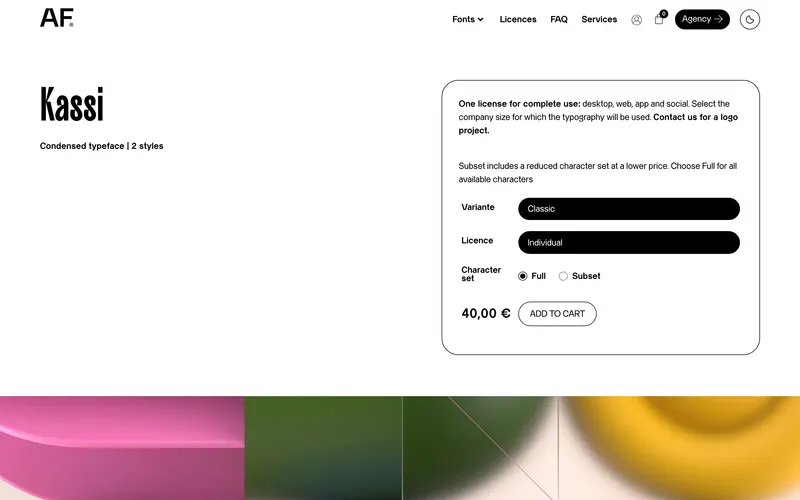 AF®
Fonts
Licences
FAQ
Services
0
Agency
Kassi
Condensed typeface | 2 styles
One license for complete use: desktop, web, app and social. Select the
company size for which the typography will be used. Contact us for a logo
project.
Subset includes a reduced character set at a lower price. Choose Full for all
available characters
Variante
Classic
Licence
Individual
Character
set
Full
Subset
40,00 €
ADD TO CART